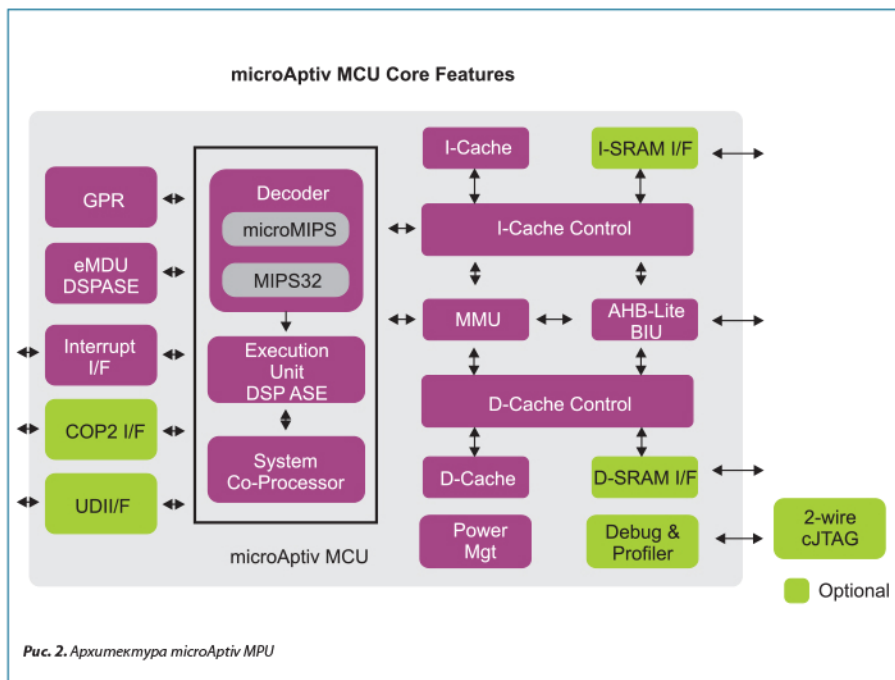 microAptiv MCU Core Features
GPR
eMDU
DSPASE
Interrupt
I/F
COP2 I/F
UDII/F
Decoder
microMIPS
MIPS32
Execution
Unit
DSP ASE
System
Co-Processor
microAptiv MCU
I-Cache
I-SRAM I/F
I-Cache Control
MMU
AHB-Lite
BIU
D-Cache Control
D-Cache
D-SRAM I/F
Power
Mgt
Debug &
Profiler
2-wire
cJTAG
Optional
Рис. 2. Архитектура microAptiv MPU